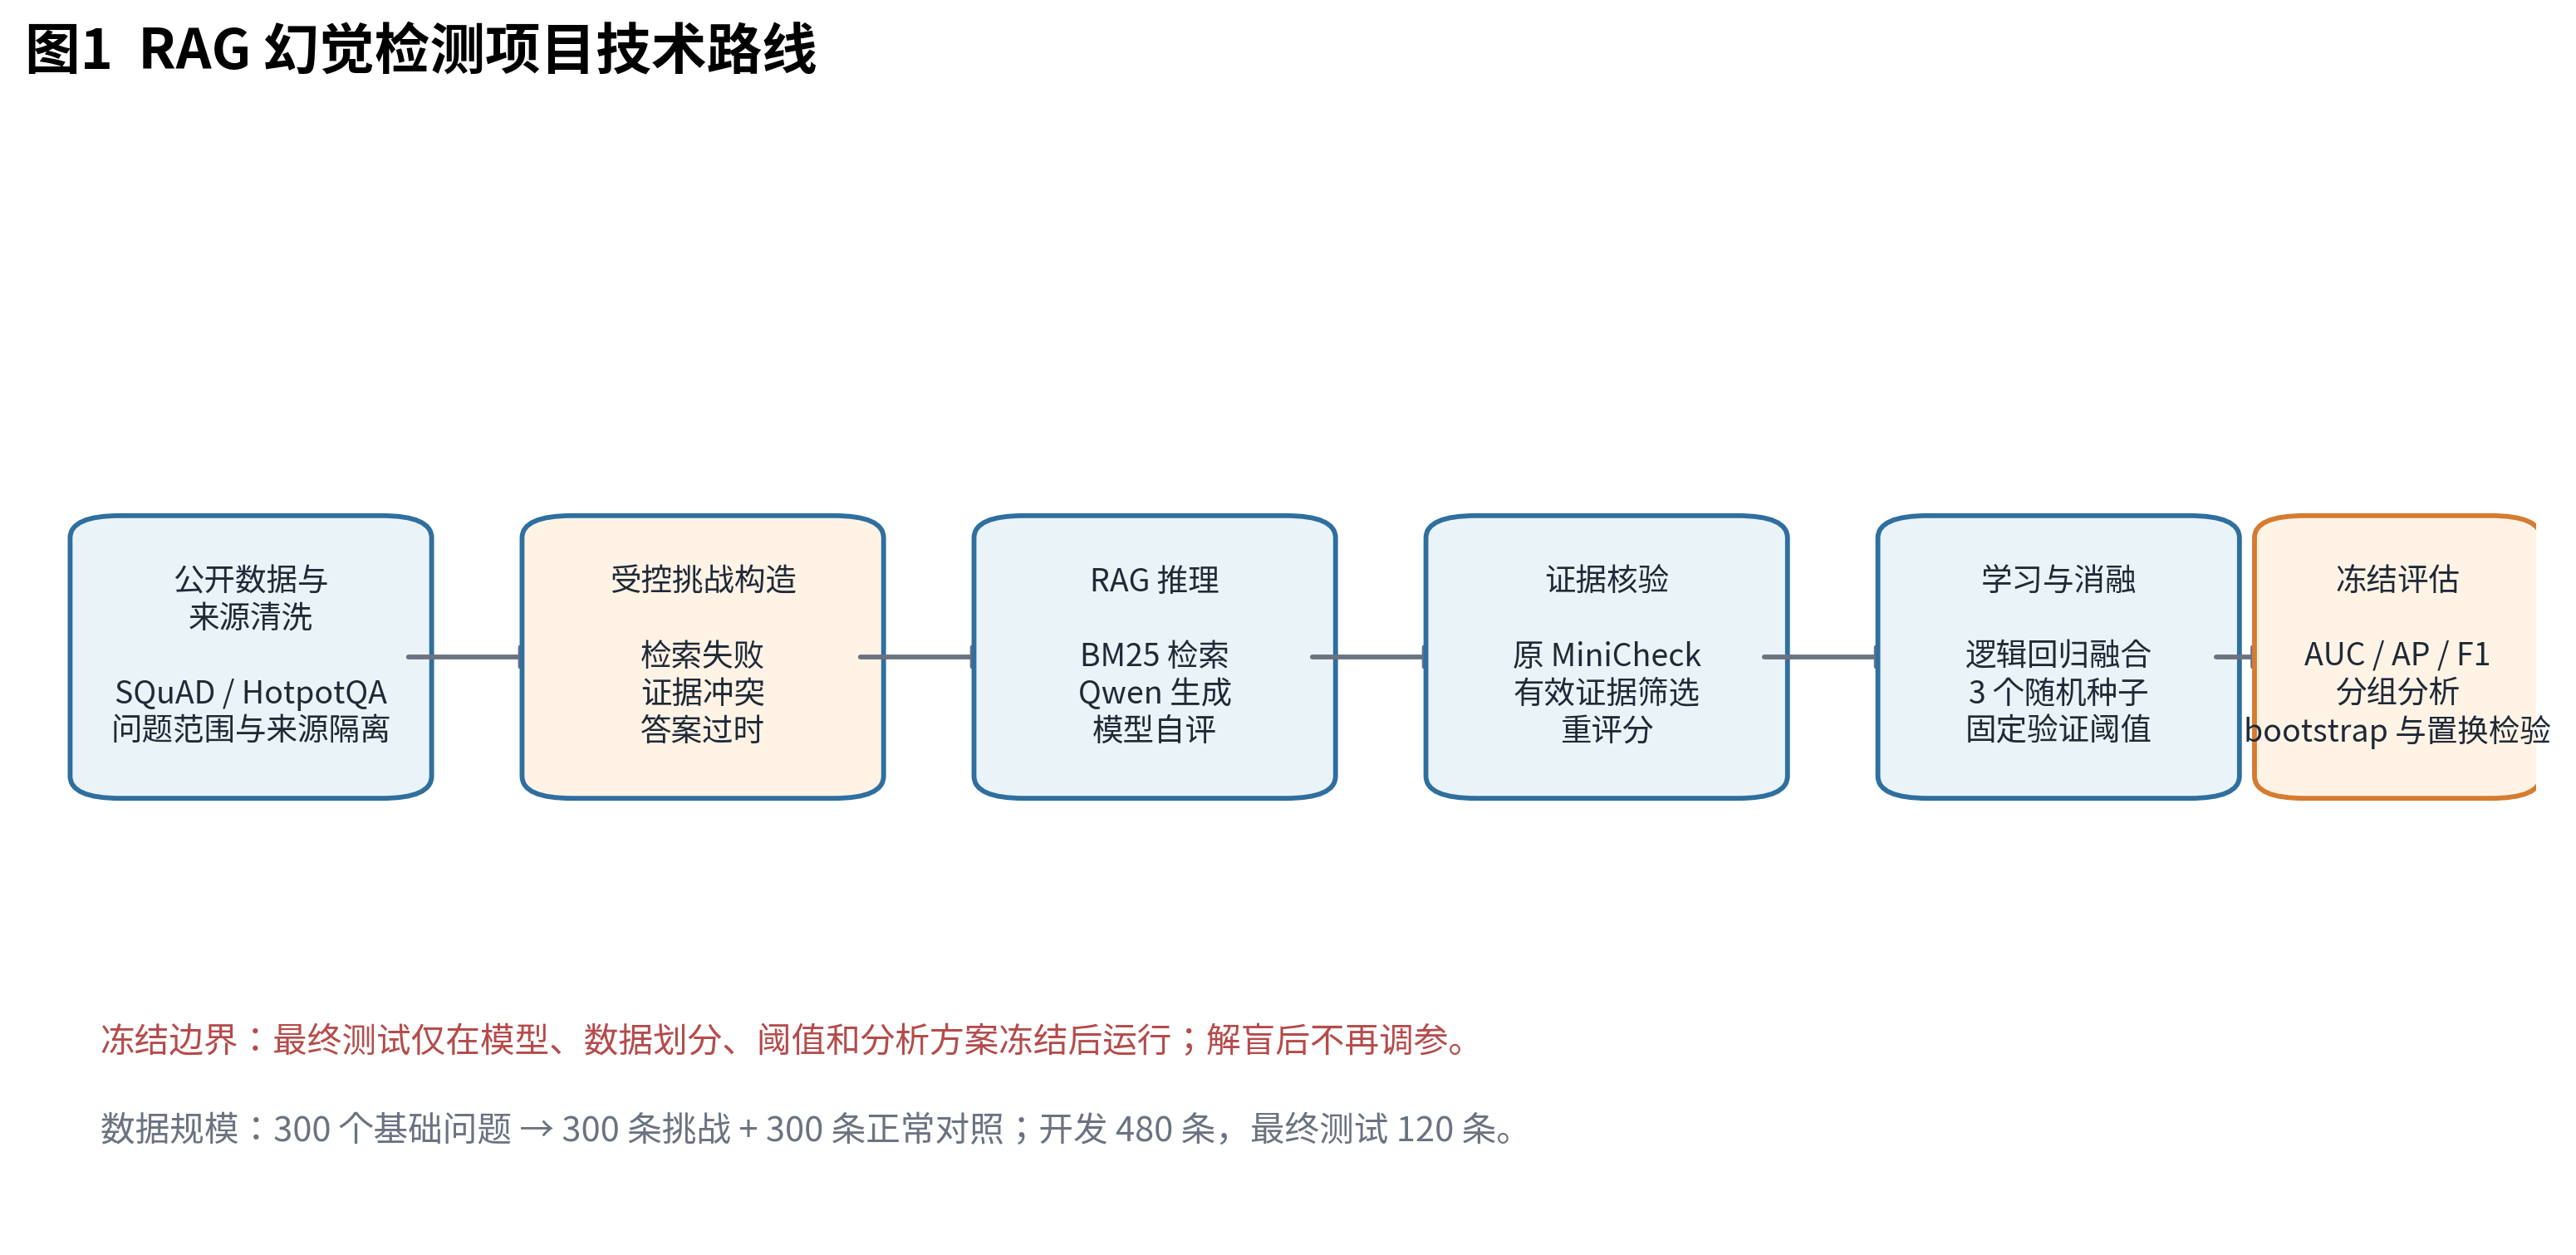 图1 RAG 幻觉检测项目技术路线
公开数据与
来源清洗
SQuAD / HotpotQA
问题范围与来源隔离
受控挑战构造
检索失败
证据冲突
答案过时
RAG 推理
BM25 检索
Qwen 生成
模型自评
证据核验
原 MiniCheck
有效证据筛选
重评分
学习与消融
逻辑回归融合
3 个随机种子
固定验证阈值
冻结评估
AUC / AP / F1
分组分析
bootstrap 与置换检验
冻结边界：最终测试仅在模型、数据划分、阈值和分析方案冻结后运行；解盲后不再调参。
数据规模：300 个基础问题 → 300 条挑战 + 300 条正常对照；开发 480 条，最终测试 120 条。